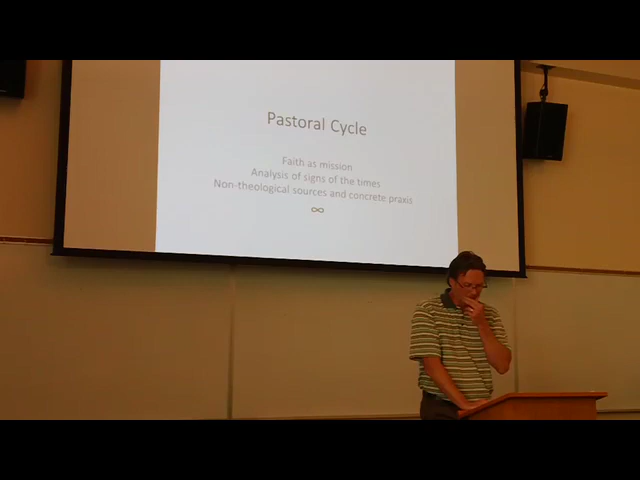 Pastoral Cycle
Faith as mission
Analysis of signs of the times
Non-theological sources and concrete praxis
∞